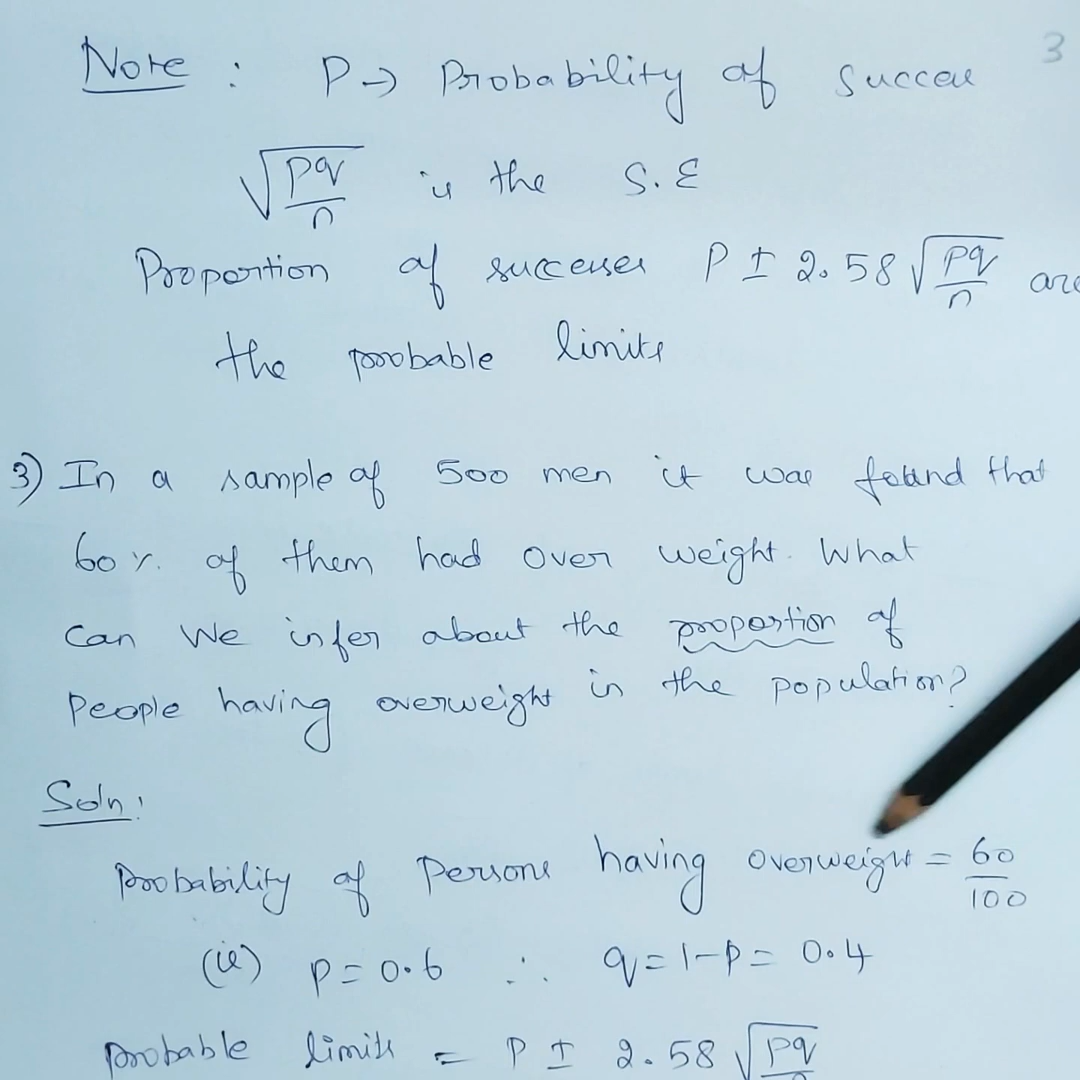 3
Note : P → Probability of success
√(pq/n) is the S.E
Proportion of successes P ± 2.58 √(pq/n) are
the probable limits
3) In a sample of 500 men it was found that
60 %. of them had over weight. What
can we infer about the proportion of
people having overweight in the population?
Soln:
Probability of persons having overweight = 60/100
(ie) p = 0.6 ∴ q = 1-p = 0.4
probable limits = P ± 2.58 √(pq/n)